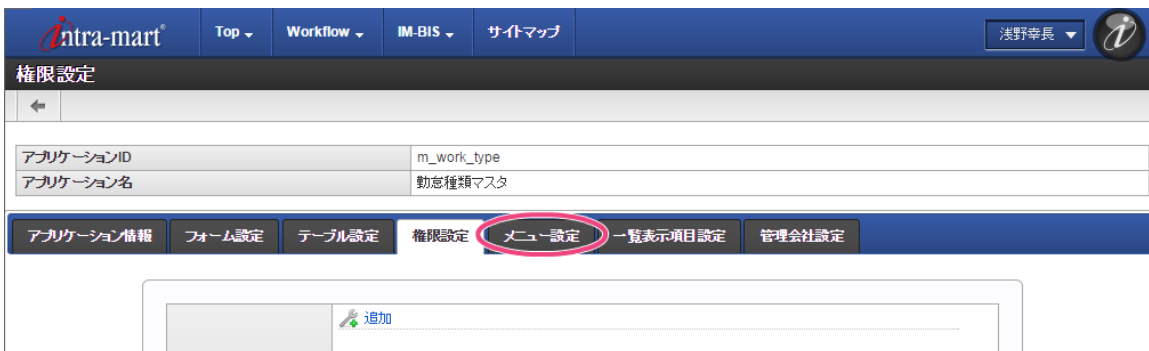 intra-mart® Top Workflow IM-BIS サイトマップ 浅野幸長
権限設定
アプリケーションID m_work_type
アプリケーション名 勤怠種類マスタ
アプリケーション情報 フォーム設定 テーブル設定 権限設定 メニュー設定 一覧表示項目設定 管理会社設定
追加